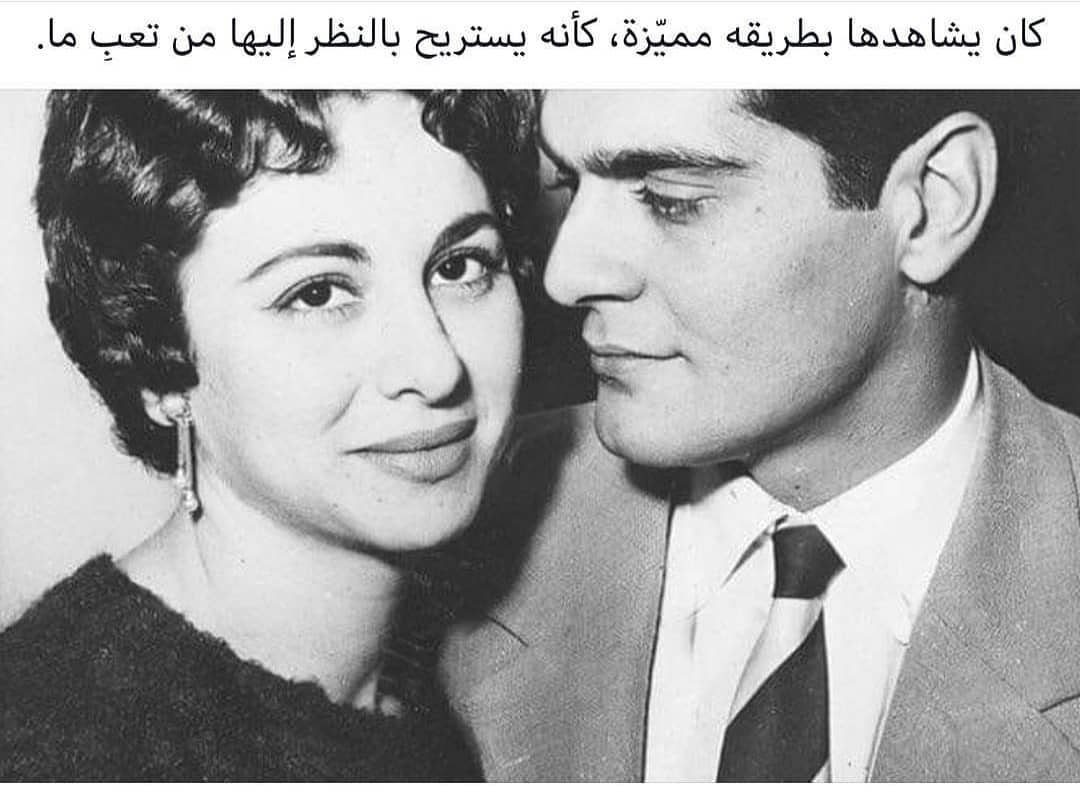 كان يشاهدها بطريقه مميّزة، كأنه يستريح بالنظر إليها من تعبِ ما.